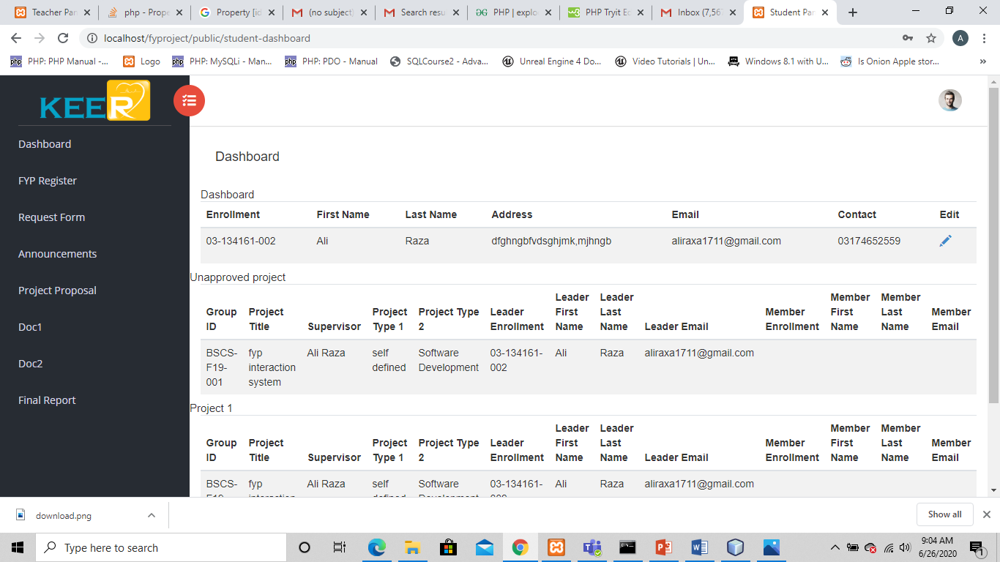 Teacher Par
php - Prope
Property [id
(no subject)
Search resu
PHP | explo
PHP Tryit Ed
Inbox (7,567
Student Par
localhost/fyproject/public/student-dashboard
A
PHP: PHP Manual -...
Logo
PHP: MySQLi - Man...
PHP: PDO - Manual
SQLCourse2 - Adva...
Unreal Engine 4 Do...
Video Tutorials | Un...
Windows 8.1 with U...
Is Onion Apple stor...
»
KEER
Dashboard
FYP Register
Request Form
Announcements
Project Proposal
Doc1
Doc2
Final Report
Dashboard
Dashboard
Enrollment First Name Last Name Address Email Contact Edit
03-134161-002 Ali Raza dfghngbfvdsghjmk,mjhngb aliraxa1711@gmail.com 03174652559
Unapproved project
Group ID Project Title Supervisor Project Type 1 Project Type 2 Leader Enrollment Leader First Name Leader Last Name Leader Email Member Enrollment Member First Name Member Last Name Member Email
BSCS-F19-001 fyp interaction system Ali Raza self defined Software Development 03-134161-002 Ali Raza aliraxa1711@gmail.com
Project 1
Group ID Project Title Supervisor Project Type 1 Project Type 2 Leader Enrollment Leader First Name Leader Last Name Leader Email Member Enrollment Member First Name Member Last Name Member Email
BSCS-F19- fyp interaction Ali Raza self defined Software Development 03-134161-002 Ali Raza aliraxa1711@gmail.com
download.png
Show all
Type here to search
9:04 AM
6/26/2020
1